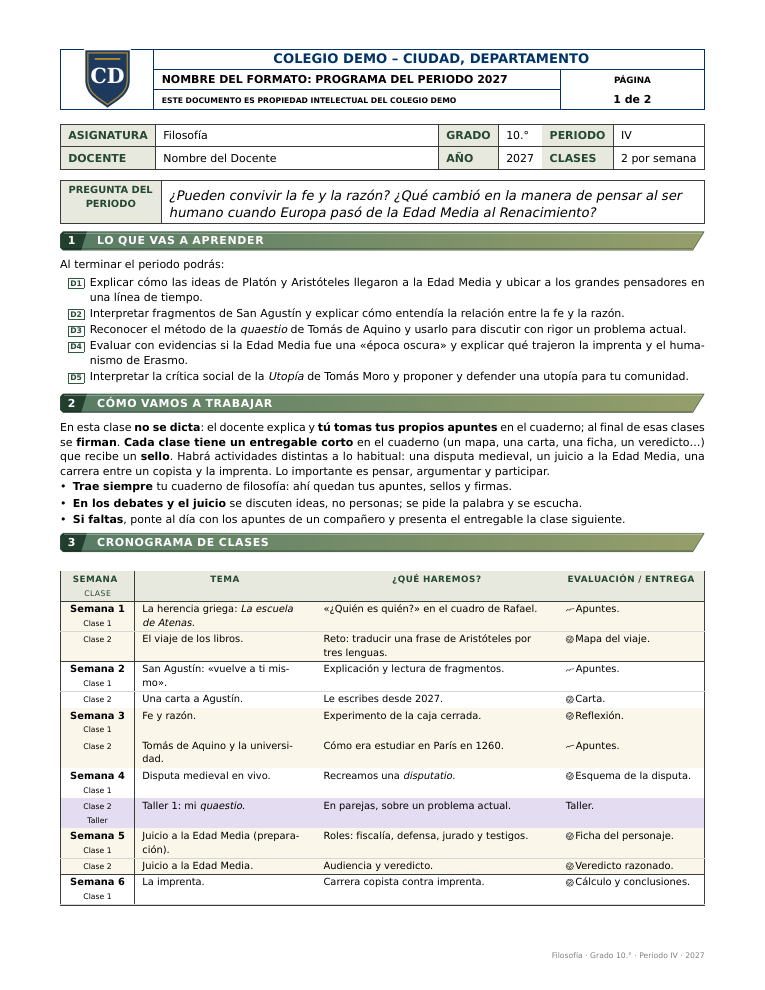 CD
COLEGIO DEMO – CIUDAD, DEPARTAMENTO
NOMBRE DEL FORMATO: PROGRAMA DEL PERIODO 2027
ESTE DOCUMENTO ES PROPIEDAD INTELECTUAL DEL COLEGIO DEMO
PÁGINA
1 de 2
ASIGNATURA Filosofía GRADO 10.° PERIODO IV
DOCENTE Nombre del Docente AÑO 2027 CLASES 2 por semana
PREGUNTA DEL PERIODO
¿Pueden convivir la fe y la razón? ¿Qué cambió en la manera de pensar al ser
humano cuando Europa pasó de la Edad Media al Renacimiento?
1 LO QUE VAS A APRENDER
Al terminar el periodo podrás:
D1 Explicar cómo las ideas de Platón y Aristóteles llegaron a la Edad Media y ubicar a los grandes pensadores en
una línea de tiempo.
D2 Interpretar fragmentos de San Agustín y explicar cómo entendía la relación entre la fe y la razón.
D3 Reconocer el método de la quaestio de Tomás de Aquino y usarlo para discutir con rigor un problema actual.
D4 Evaluar con evidencias si la Edad Media fue una «época oscura» y explicar qué trajeron la imprenta y el huma-
nismo de Erasmo.
D5 Interpretar la crítica social de la Utopía de Tomás Moro y proponer y defender una utopía para tu comunidad.
2 CÓMO VAMOS A TRABAJAR
En esta clase no se dicta: el docente explica y tú tomas tus propios apuntes en el cuaderno; al final de esas clases
se firman. Cada clase tiene un entregable corto en el cuaderno (un mapa, una carta, una ficha, un veredicto…)
que recibe un sello. Habrá actividades distintas a lo habitual: una disputa medieval, un juicio a la Edad Media, una
carrera entre un copista y la imprenta. Lo importante es pensar, argumentar y participar.
• Trae siempre tu cuaderno de filosofía: ahí quedan tus apuntes, sellos y firmas.
• En los debates y el juicio se discuten ideas, no personas; se pide la palabra y se escucha.
• Si faltas, ponte al día con los apuntes de un compañero y presenta el entregable la clase siguiente.
3 CRONOGRAMA DE CLASES
SEMANA TEMA ¿QUÉ HAREMOS? EVALUACIÓN / ENTREGA
CLASE
Semana 1 La herencia griega: La escuela «¿Quién es quién?» en el cuadro de Rafael. Apuntes.
Clase 1 de Atenas.
Clase 2 El viaje de los libros. Reto: traducir una frase de Aristóteles por Mapa del viaje.
tres lenguas.
Semana 2 San Agustín: «vuelve a ti mis- Explicación y lectura de fragmentos. Apuntes.
Clase 1 mo».
Clase 2 Una carta a Agustín. Le escribes desde 2027. Carta.
Semana 3 Fe y razón. Experimento de la caja cerrada. Reflexión.
Clase 1
Clase 2 Tomás de Aquino y la universi- Cómo era estudiar en París en 1260. Apuntes.
dad.
Semana 4 Disputa medieval en vivo. Recreamos una disputatio. Esquema de la disputa.
Clase 1
Clase 2 Taller 1: mi quaestio. En parejas, sobre un problema actual. Taller.
Taller
Semana 5 Juicio a la Edad Media (prepara- Roles: fiscalía, defensa, jurado y testigos. Ficha del personaje.
Clase 1 ción).
Clase 2 Juicio a la Edad Media. Audiencia y veredicto. Veredicto razonado.
Semana 6 La imprenta. Carrera copista contra imprenta. Cálculo y conclusiones.
Clase 1
Filosofía · Grado 10.° · Periodo IV · 2027